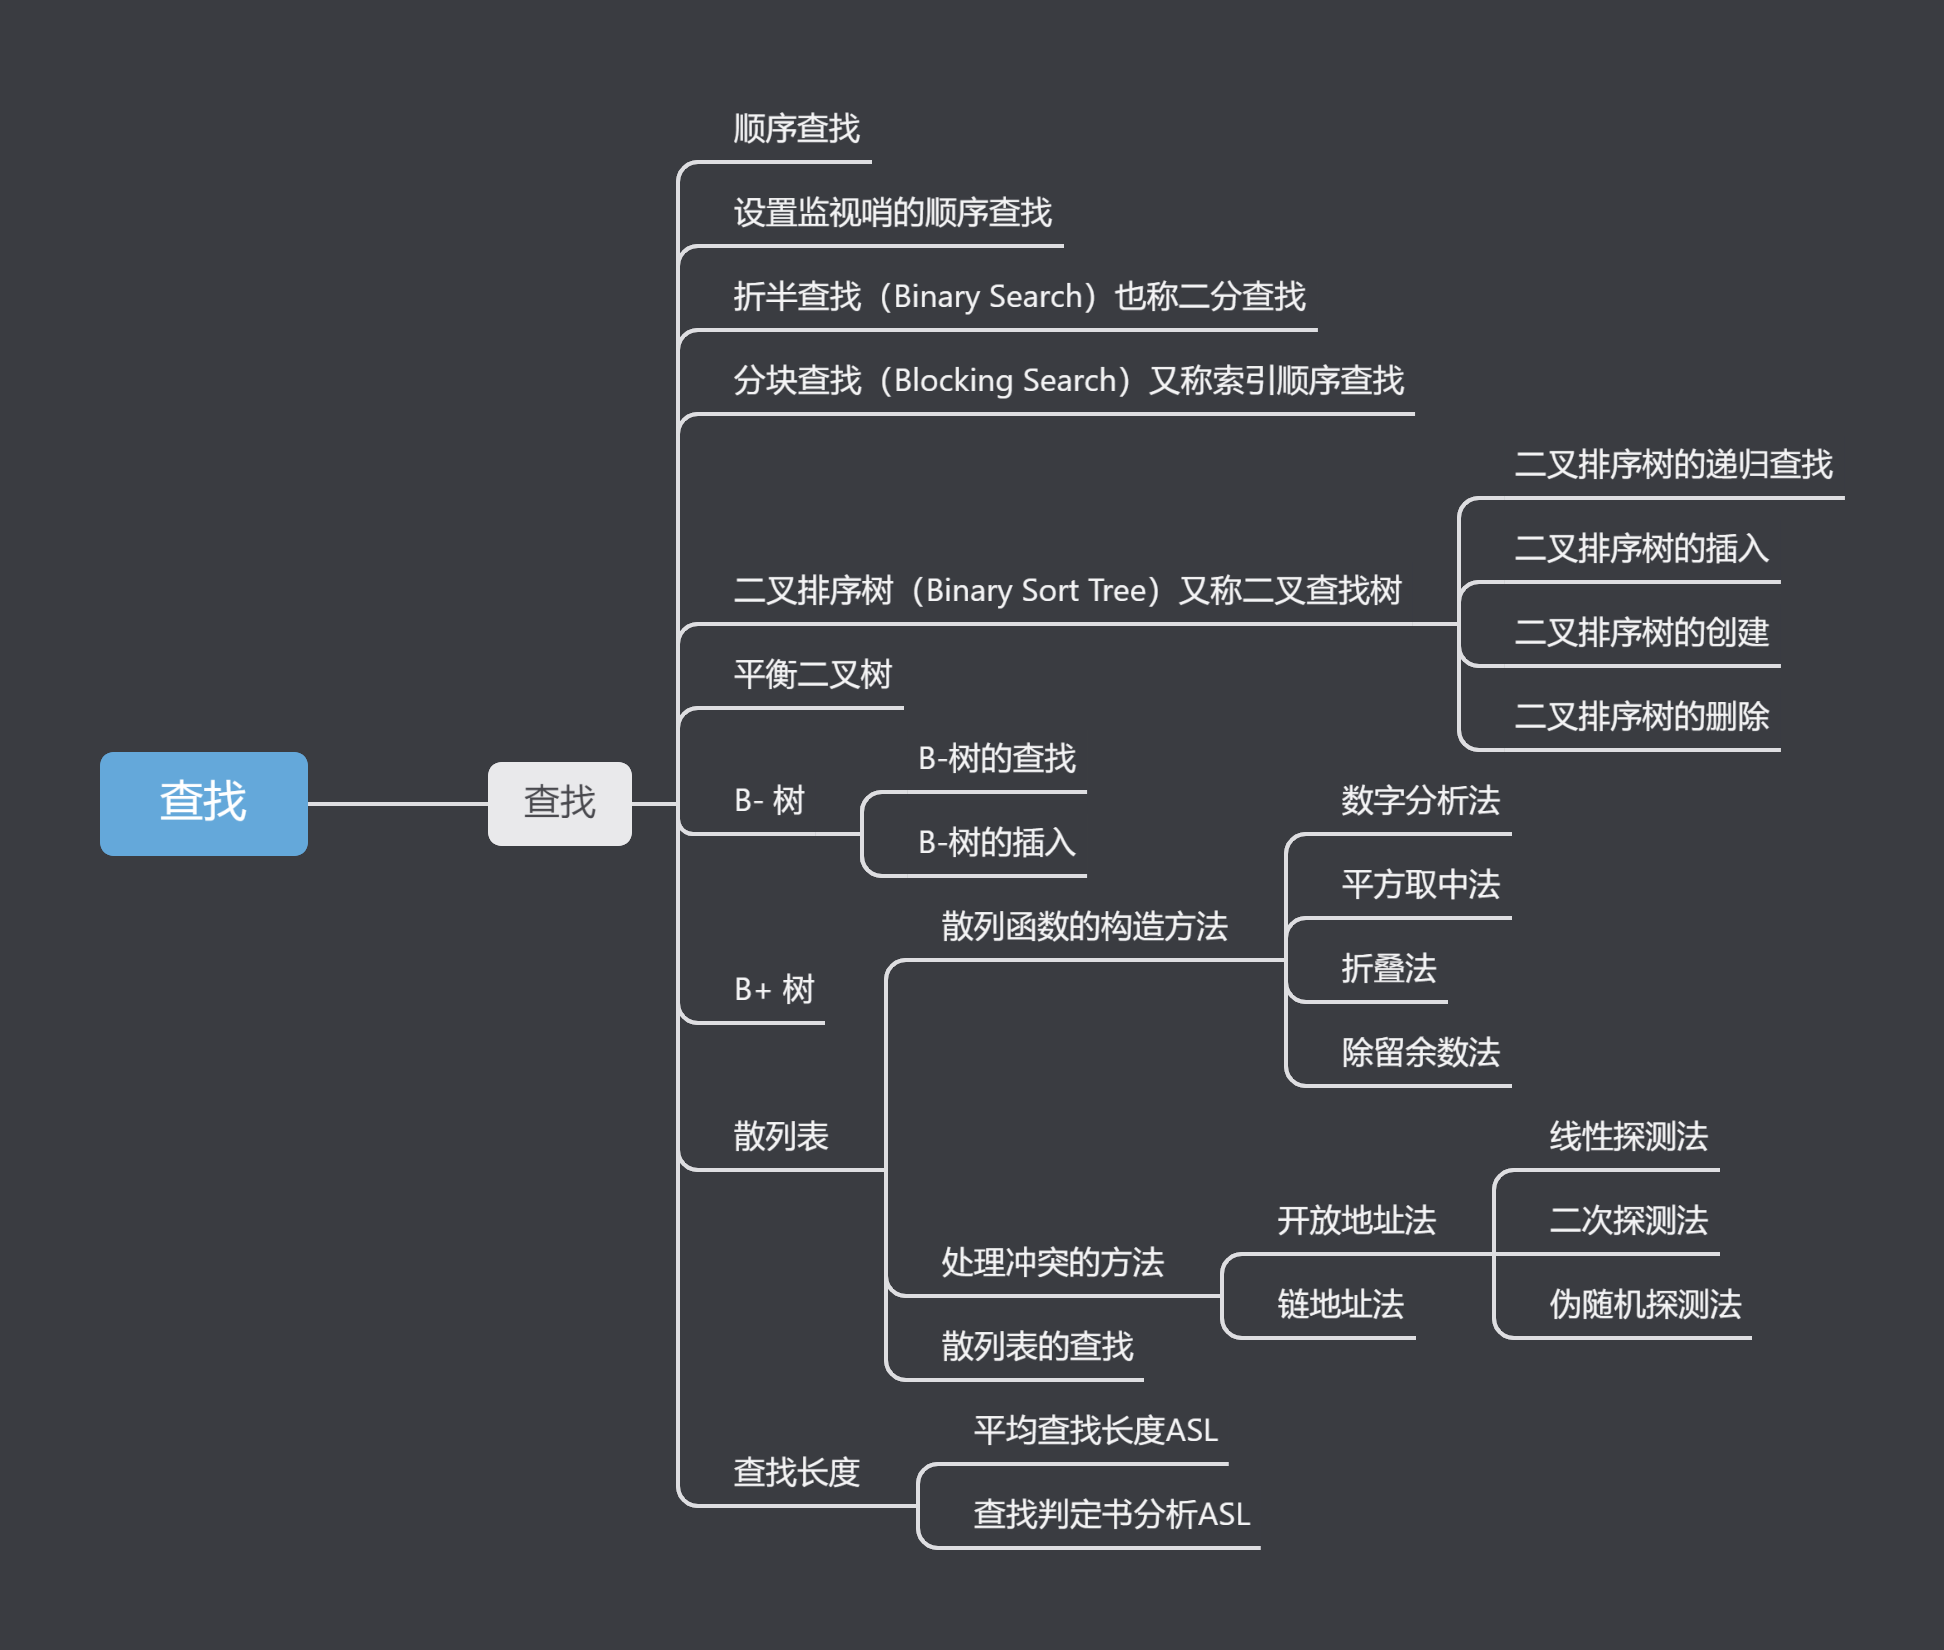 查找
查找
顺序查找
设置监视哨的顺序查找
折半查找（Binary Search）也称二分查找
分块查找（Blocking Search）又称索引顺序查找
二叉排序树（Binary Sort Tree）又称二叉查找树
二叉排序树的递归查找
二叉排序树的插入
二叉排序树的创建
二叉排序树的删除
平衡二叉树
B- 树
B-树的查找
B-树的插入
B+ 树
散列表
散列函数的构造方法
数字分析法
平方取中法
折叠法
除留余数法
处理冲突的方法
开放地址法
线性探测法
二次探测法
伪随机探测法
链地址法
散列表的查找
查找长度
平均查找长度ASL
查找判定书分析ASL